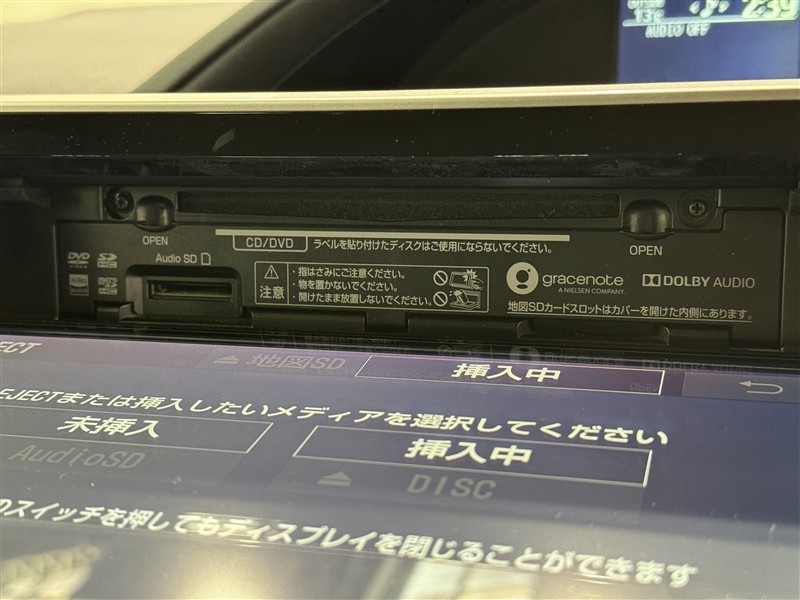 13℃
2:39
AUDIO OFF
OPEN
CD/DVD
ラベルを貼り付けたディスクはご使用にならないでください。
OPEN
DVD
VIDEO
SD
HC
Audio SD
micro
SD
HC
注意
・指はさみにご注意ください。
・物を置かないでください。
・開けたまま放置しないでください。
gracenote
A NIELSEN COMPANY
DOLBY AUDIO
地図SDカードスロットはカバーを開けた内側にあります。
ECT
地図SD
挿入中
EJECTまたは挿入したいメディアを選択してください
未挿入
AudioSD
挿入中
DISC
のスイッチを押してもディスプレイを閉じることができます